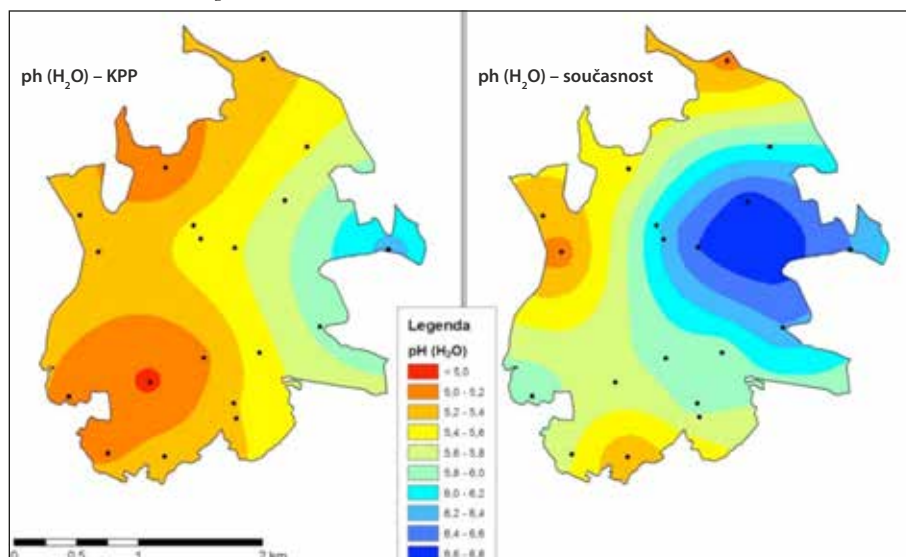 ph (H₂O) – KPP
ph (H₂O) – současnost
Legenda
pH (H₂O)
< 5,0
5,0 - 5,2
5,2 - 5,4
5,4 - 5,6
5,6 - 5,8
5,8 - 6,0
6,0 - 6,2
6,2 - 6,4
6,4 - 6,6
6,6 - 6,8
0 0,5 1 2 km